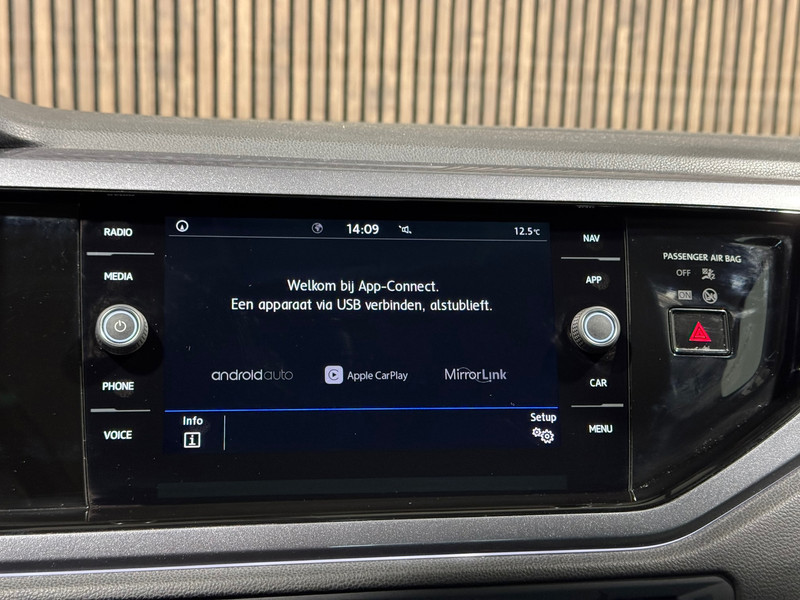 RADIO
MEDIA
PHONE
VOICE
14:09
12.5°C
Welkom bij App-Connect.
Een apparaat via USB verbinden, alstublieft.
androidauto
Apple CarPlay
MirrorLink
Info
i
Setup
NAV
APP
CAR
MENU
PASSENGER AIR BAG
OFF
ON